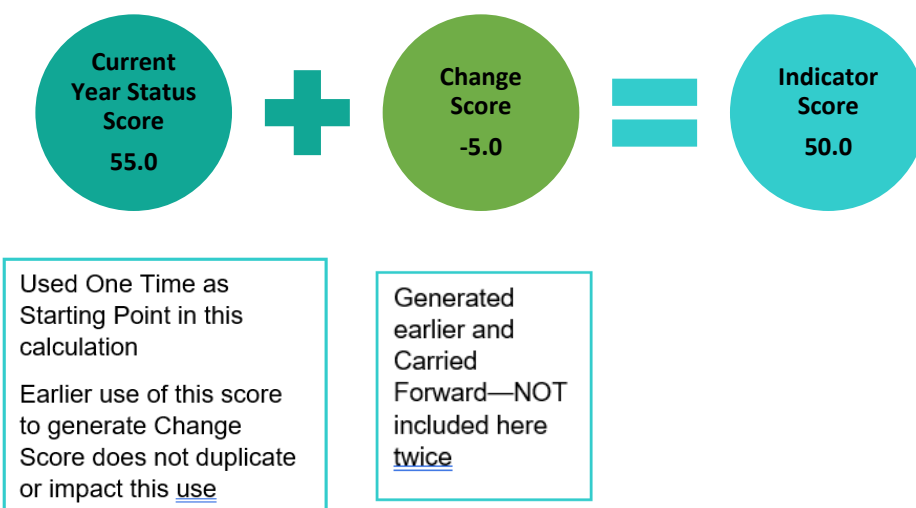 Current
Year Status
Score
55.0
Change
Score
-5.0
Indicator
Score
50.0
Used One Time as
Starting Point in this
calculation
Earlier use of this score
to generate Change
Score does not duplicate
or impact this use
Generated
earlier and
Carried
Forward—NOT
included here
twice